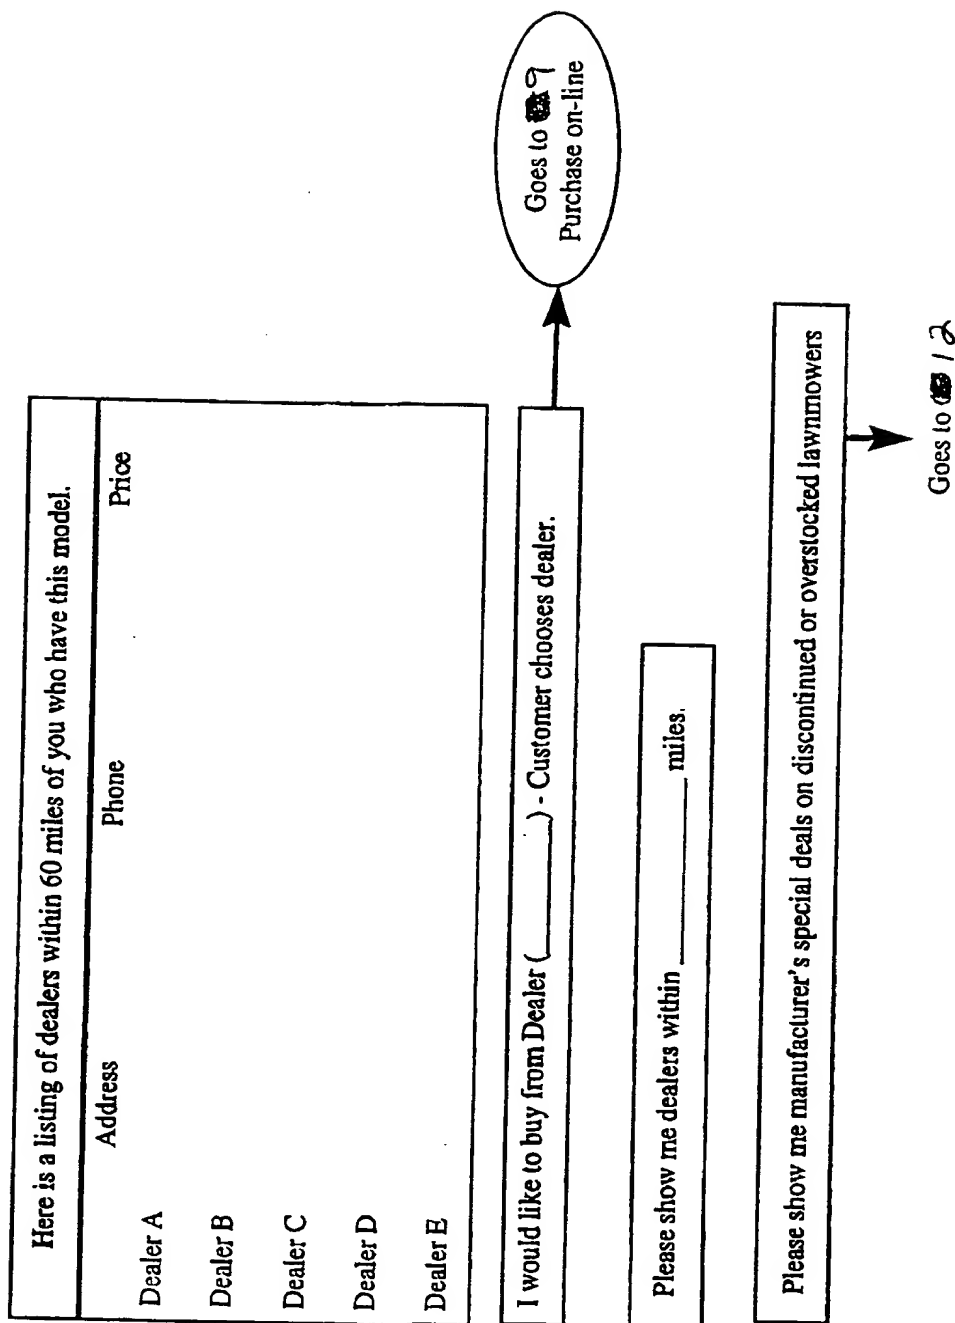 Here is a listing of dealers within 60 miles of you who have this model.
Address Phone Price
Dealer A
Dealer B
Dealer C
Dealer D
Dealer E
I would like to buy from Dealer (________) - Customer chooses dealer.
Goes to 9
Purchase on-line
Please show me dealers within ________ miles.
Please show me manufacturer's special deals on discontinued or overstocked lawnmowers
Goes to 12